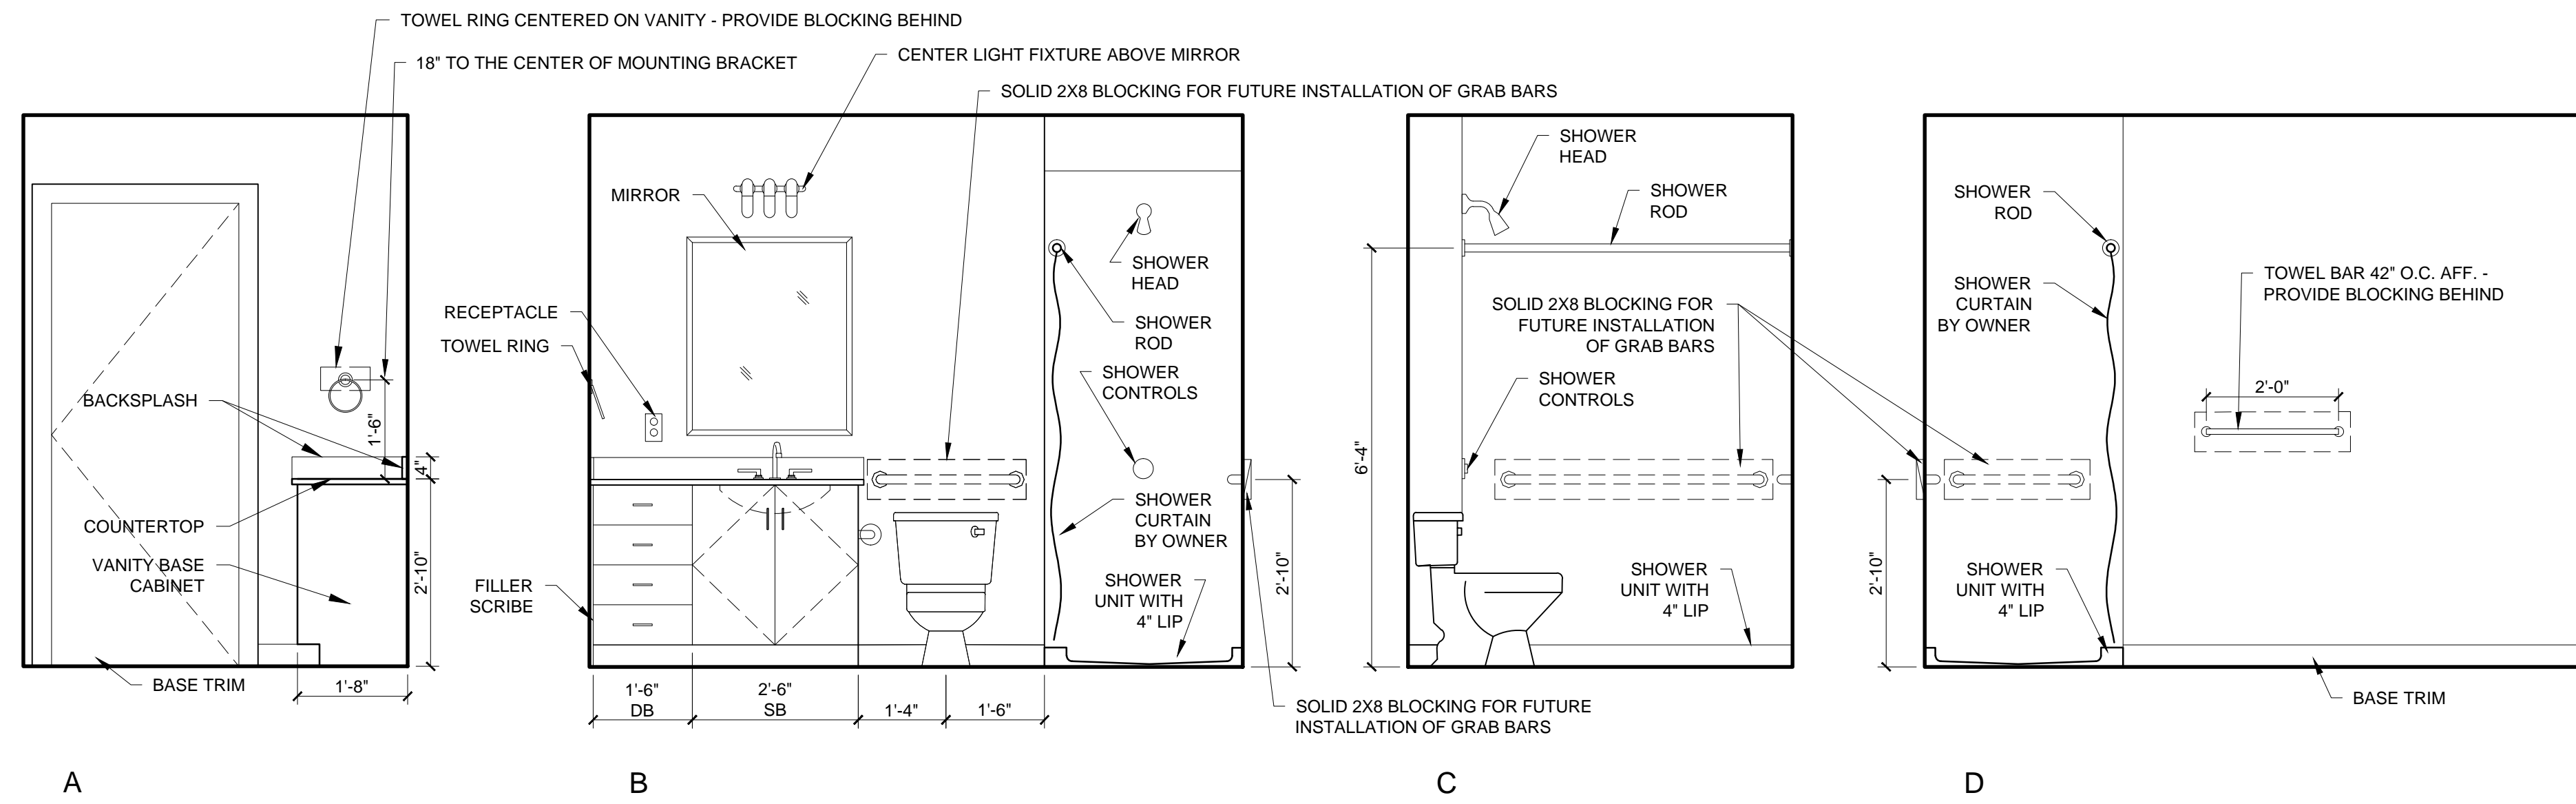 TOWEL RING CENTERED ON VANITY - PROVIDE BLOCKING BEHIND
18" TO THE CENTER OF MOUNTING BRACKET
CENTER LIGHT FIXTURE ABOVE MIRROR
SOLID 2X8 BLOCKING FOR FUTURE INSTALLATION OF GRAB BARS
BACKSPLASH
COUNTERTOP
VANITY BASE
CABINET
BASE TRIM
1'-6"
4"
2'-10"
1'-8"
A
MIRROR
RECEPTACLE
TOWEL RING
FILLER
SCRIBE
SHOWER
HEAD
SHOWER
ROD
SHOWER
CONTROLS
SHOWER
CURTAIN
BY OWNER
SHOWER
UNIT WITH
4" LIP
2'-10"
1'-6"
DB
2'-6"
SB
1'-4"
1'-6"
SOLID 2X8 BLOCKING FOR FUTURE
INSTALLATION OF GRAB BARS
B
SHOWER
HEAD
SHOWER
ROD
SOLID 2X8 BLOCKING FOR
FUTURE INSTALLATION
OF GRAB BARS
SHOWER
CONTROLS
6'-4"
SHOWER
UNIT WITH
4" LIP
C
SHOWER
ROD
SHOWER
CURTAIN
BY OWNER
TOWEL BAR 42" O.C. AFF. -
PROVIDE BLOCKING BEHIND
2'-0"
2'-10"
SHOWER
UNIT WITH
4" LIP
BASE TRIM
D